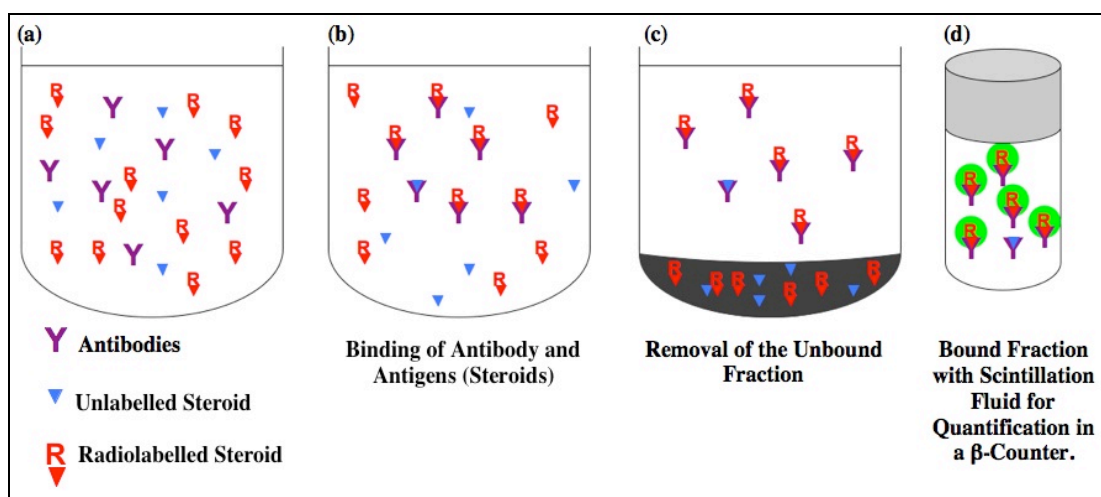 (a)
(b)
(c)
(d)
R
R
R
R
R
R
R
R
R
R
R
R
R
Y
Y
Y
Y
Y
Y
Y Antibodies
Unlabelled Steroid
R Radiolabelled Steroid
Binding of Antibody and
Antigens (Steroids)
Removal of the Unbound
Fraction
Bound Fraction
with Scintillation
Fluid for
Quantification in
a β-Counter.